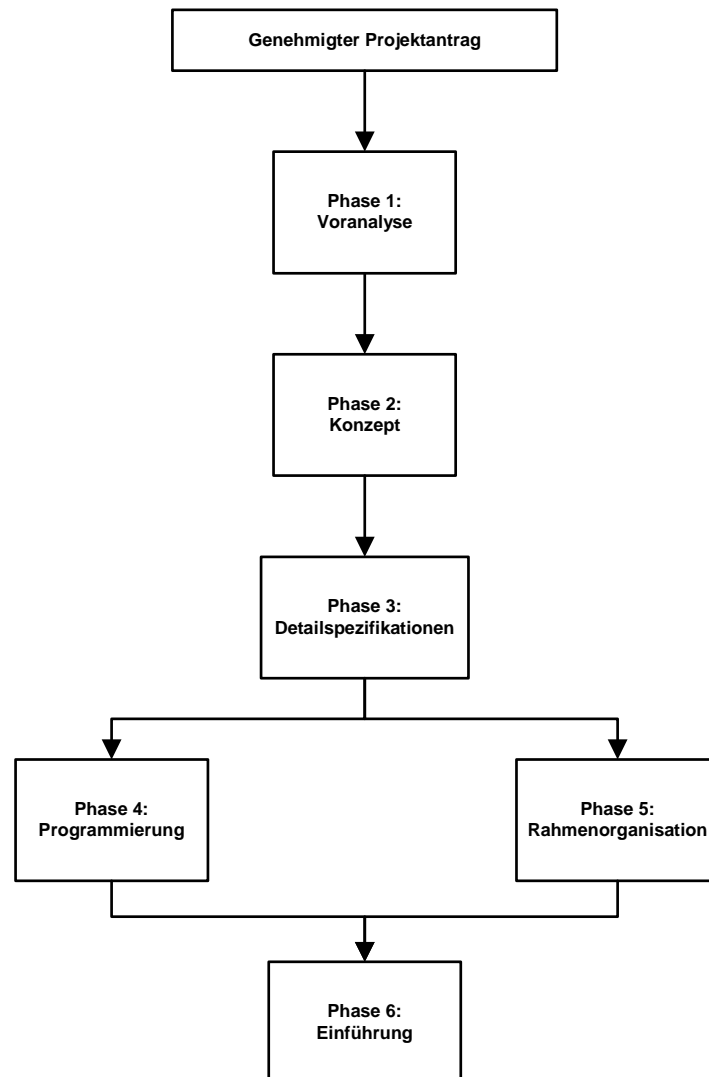 Genehmigter Projektantrag
Phase 1:
Voranalyse
Phase 2:
Konzept
Phase 3:
Detailspezifikationen
Phase 4:
Programmierung
Phase 5:
Rahmenorganisation
Phase 6:
Einführung